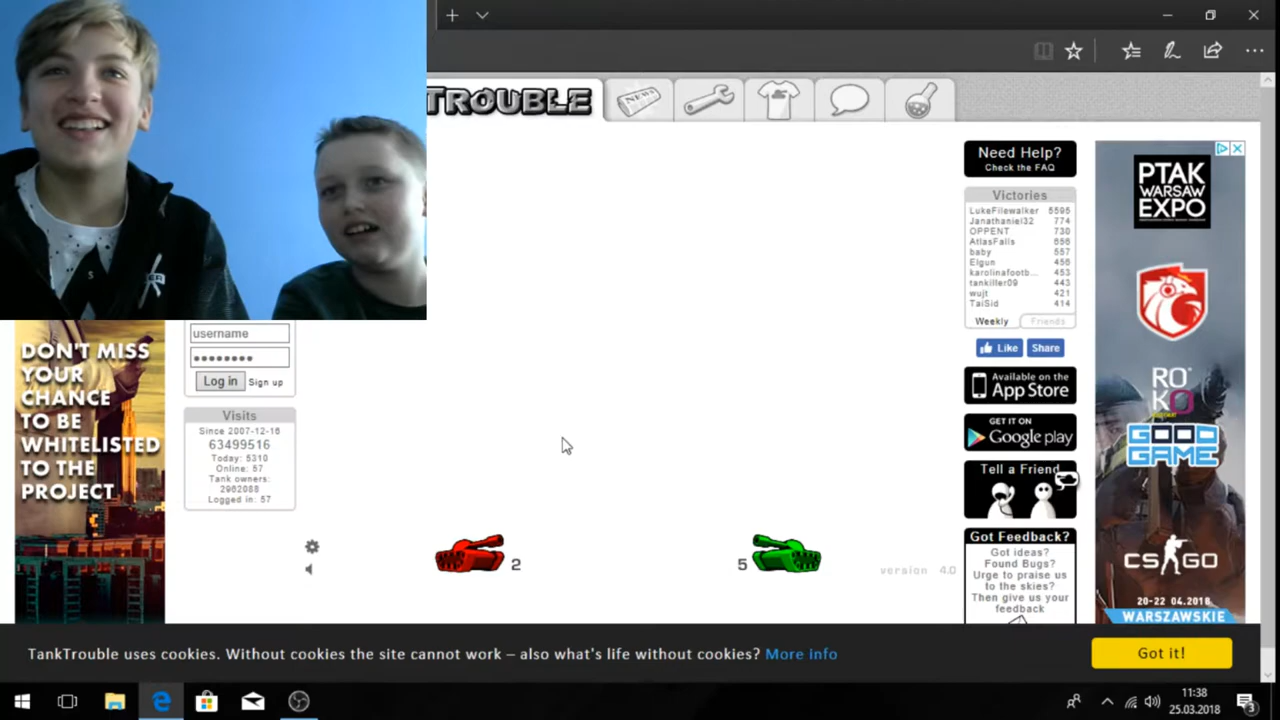 TROUBLE
NEWS
Need Help?
Check the FAQ
Victories
LukeFilewalker 5595
Janathaniel32 774
OPPENT 730
AtlasFalls 656
baby 557
Elgun 456
karolinafootb... 453
tankiller09 443
wujt 421
TaiSid 414
Weekly Friends
Like Share
Available on the
App Store
GET IT ON
Google play
Tell a Friend
Got Feedback?
Got ideas?
Found Bugs?
Urge to praise us
to the skies?
Then give us your
feedback
PTAK
WARSAW
EXPO
GOOD
GAME
CS GO
20-22 04.2018
WARSZAWSKIE
username
Log in Sign up
Visits
Since 2007-12-16
63499516
Today: 5310
Online: 57
Tank owners:
2962088
Logged in: 57
DON'T MISS
YOUR
CHANCE
TO BE
WHITELISTED
TO THE
PROJECT
2
5
version 4.0
TankTrouble uses cookies. Without cookies the site cannot work – also what's life without cookies? More info
Got it!
11:38
25.03.2018
3